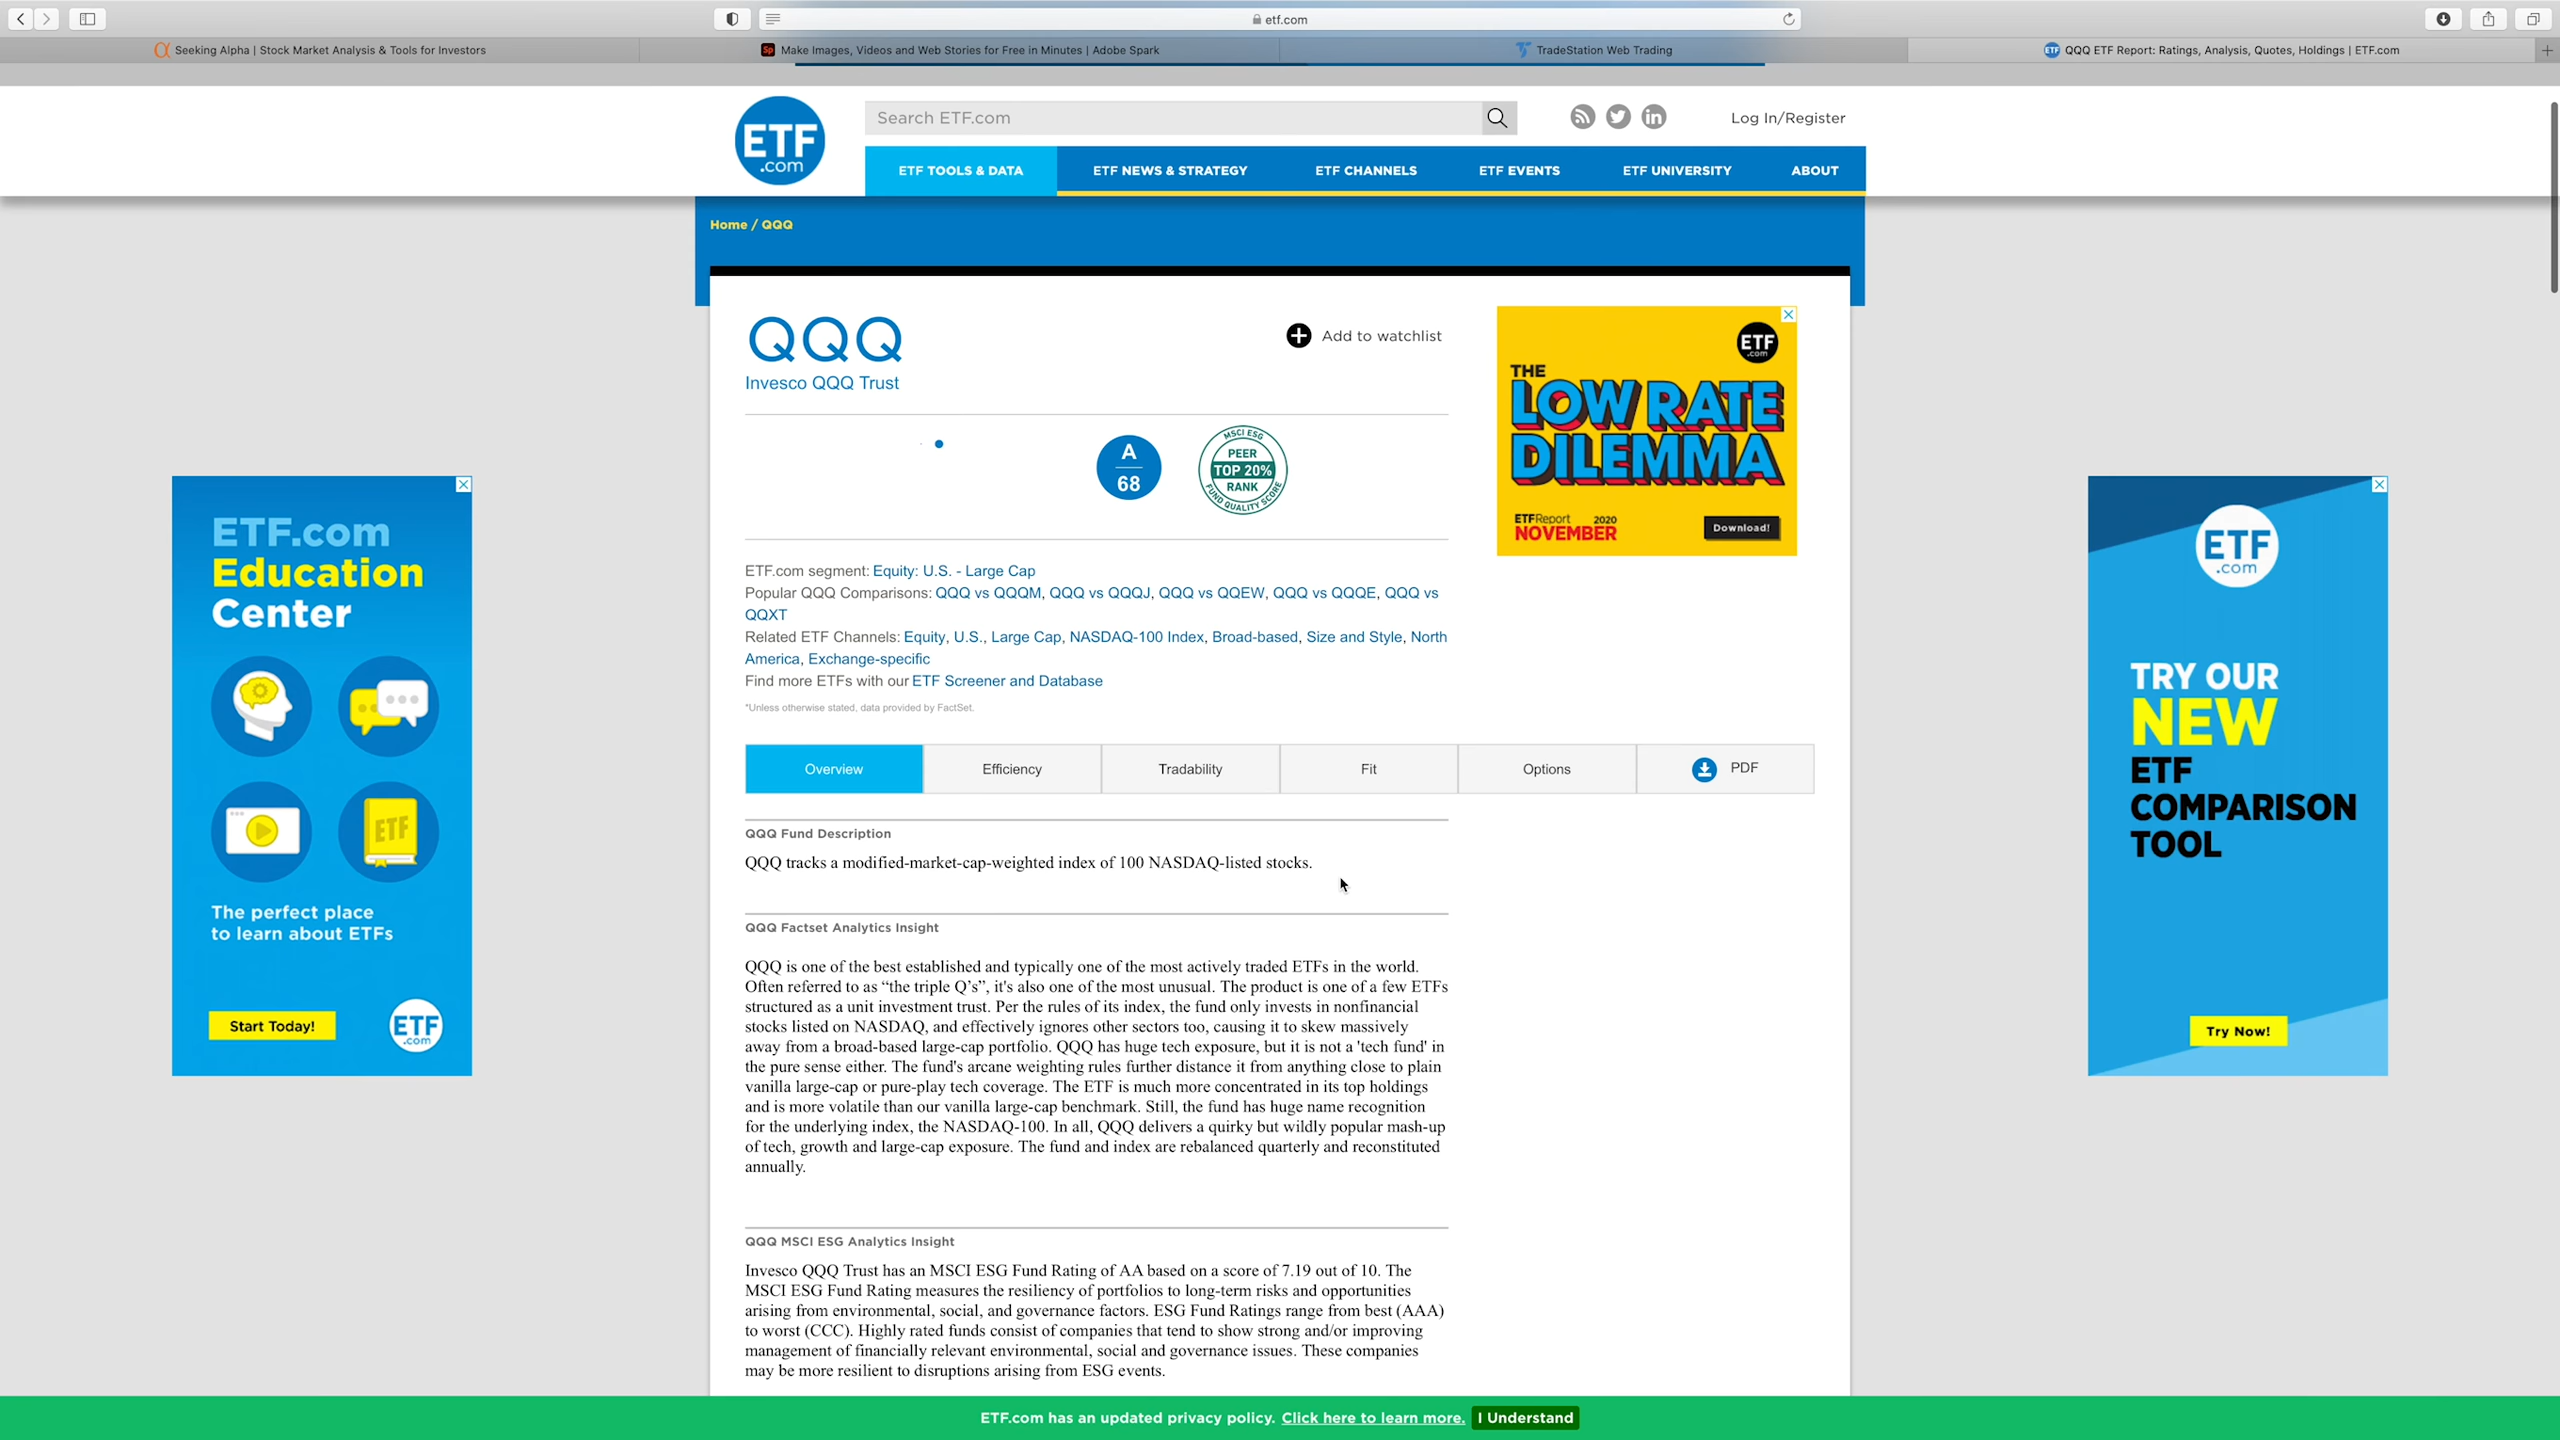 etf.com
Seeking Alpha | Stock Market Analysis & Tools for Investors
Sp Make Images, Videos and Web Stories for Free in Minutes | Adobe Spark
TradeStation Web Trading
ETF QQQ ETF Report: Ratings, Analysis, Quotes, Holdings | ETF.com
ETF
.com
Search ETF.com
in
Log In/Register
ETF TOOLS & DATA
ETF NEWS & STRATEGY
ETF CHANNELS
ETF EVENTS
ETF UNIVERSITY
ABOUT
Home / QQQ
QQQ
Invesco QQQ Trust
Add to watchlist
A
68
MSCI ESG
PEER
TOP 20%
RANK
FUND QUALITY SCORE
ETF
.com
THE
LOW RATE
DILEMMA
ETFReport 2020
NOVEMBER
Download!
ETF.com segment: Equity: U.S. - Large Cap
Popular QQQ Comparisons: QQQ vs QQQM, QQQ vs QQQJ, QQQ vs QQEW, QQQ vs QQQE, QQQ vs
QQXT
Related ETF Channels: Equity, U.S., Large Cap, NASDAQ-100 Index, Broad-based, Size and Style, North
America, Exchange-specific
Find more ETFs with our ETF Screener and Database
*Unless otherwise stated, data provided by FactSet.
Overview
Efficiency
Tradability
Fit
Options
PDF
QQQ Fund Description
QQQ tracks a modified-market-cap-weighted index of 100 NASDAQ-listed stocks.
QQQ Factset Analytics Insight
QQQ is one of the best established and typically one of the most actively traded ETFs in the world.
Often referred to as “the triple Q’s”, it's also one of the most unusual. The product is one of a few ETFs
structured as a unit investment trust. Per the rules of its index, the fund only invests in nonfinancial
stocks listed on NASDAQ, and effectively ignores other sectors too, causing it to skew massively
away from a broad-based large-cap portfolio. QQQ has huge tech exposure, but it is not a 'tech fund' in
the pure sense either. The fund's arcane weighting rules further distance it from anything close to plain
vanilla large-cap or pure-play tech coverage. The ETF is much more concentrated in its top holdings
and is more volatile than our vanilla large-cap benchmark. Still, the fund has huge name recognition
for the underlying index, the NASDAQ-100. In all, QQQ delivers a quirky but wildly popular mash-up
of tech, growth and large-cap exposure. The fund and index are rebalanced quarterly and reconstituted
annually.
QQQ MSCI ESG Analytics Insight
Invesco QQQ Trust has an MSCI ESG Fund Rating of AA based on a score of 7.19 out of 10. The
MSCI ESG Fund Rating measures the resiliency of portfolios to long-term risks and opportunities
arising from environmental, social, and governance factors. ESG Fund Ratings range from best (AAA)
to worst (CCC). Highly rated funds consist of companies that tend to show strong and/or improving
management of financially relevant environmental, social and governance issues. These companies
may be more resilient to disruptions arising from ESG events.
ETF.com
Education
Center
ETF
The perfect place
to learn about ETFs
Start Today!
ETF
.com
ETF
.com
TRY OUR
NEW
ETF
COMPARISON
TOOL
Try Now!
ETF.com has an updated privacy policy. Click here to learn more. I Understand